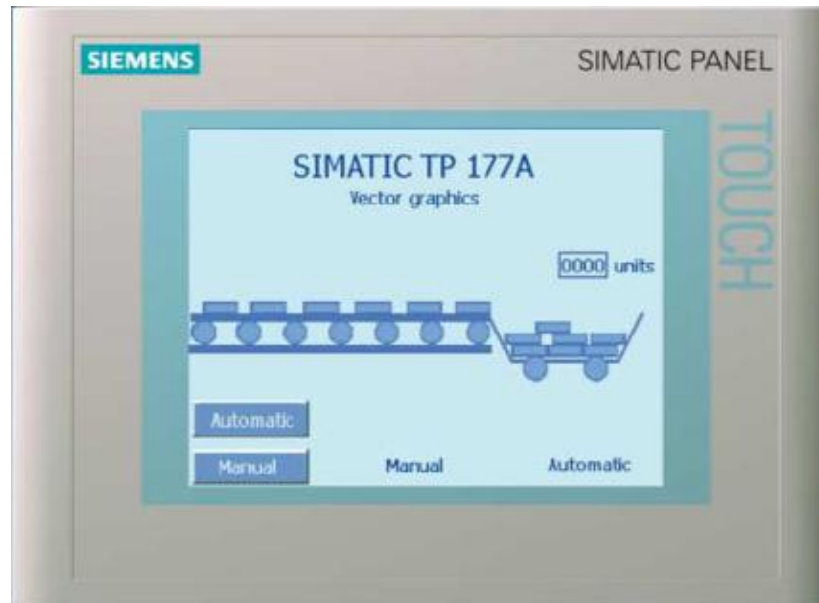 SIEMENS
SIMATIC PANEL
TOUCH
SIMATIC TP 177A
Vector graphics
0000 units
Automatic
Manual Manual Automatic